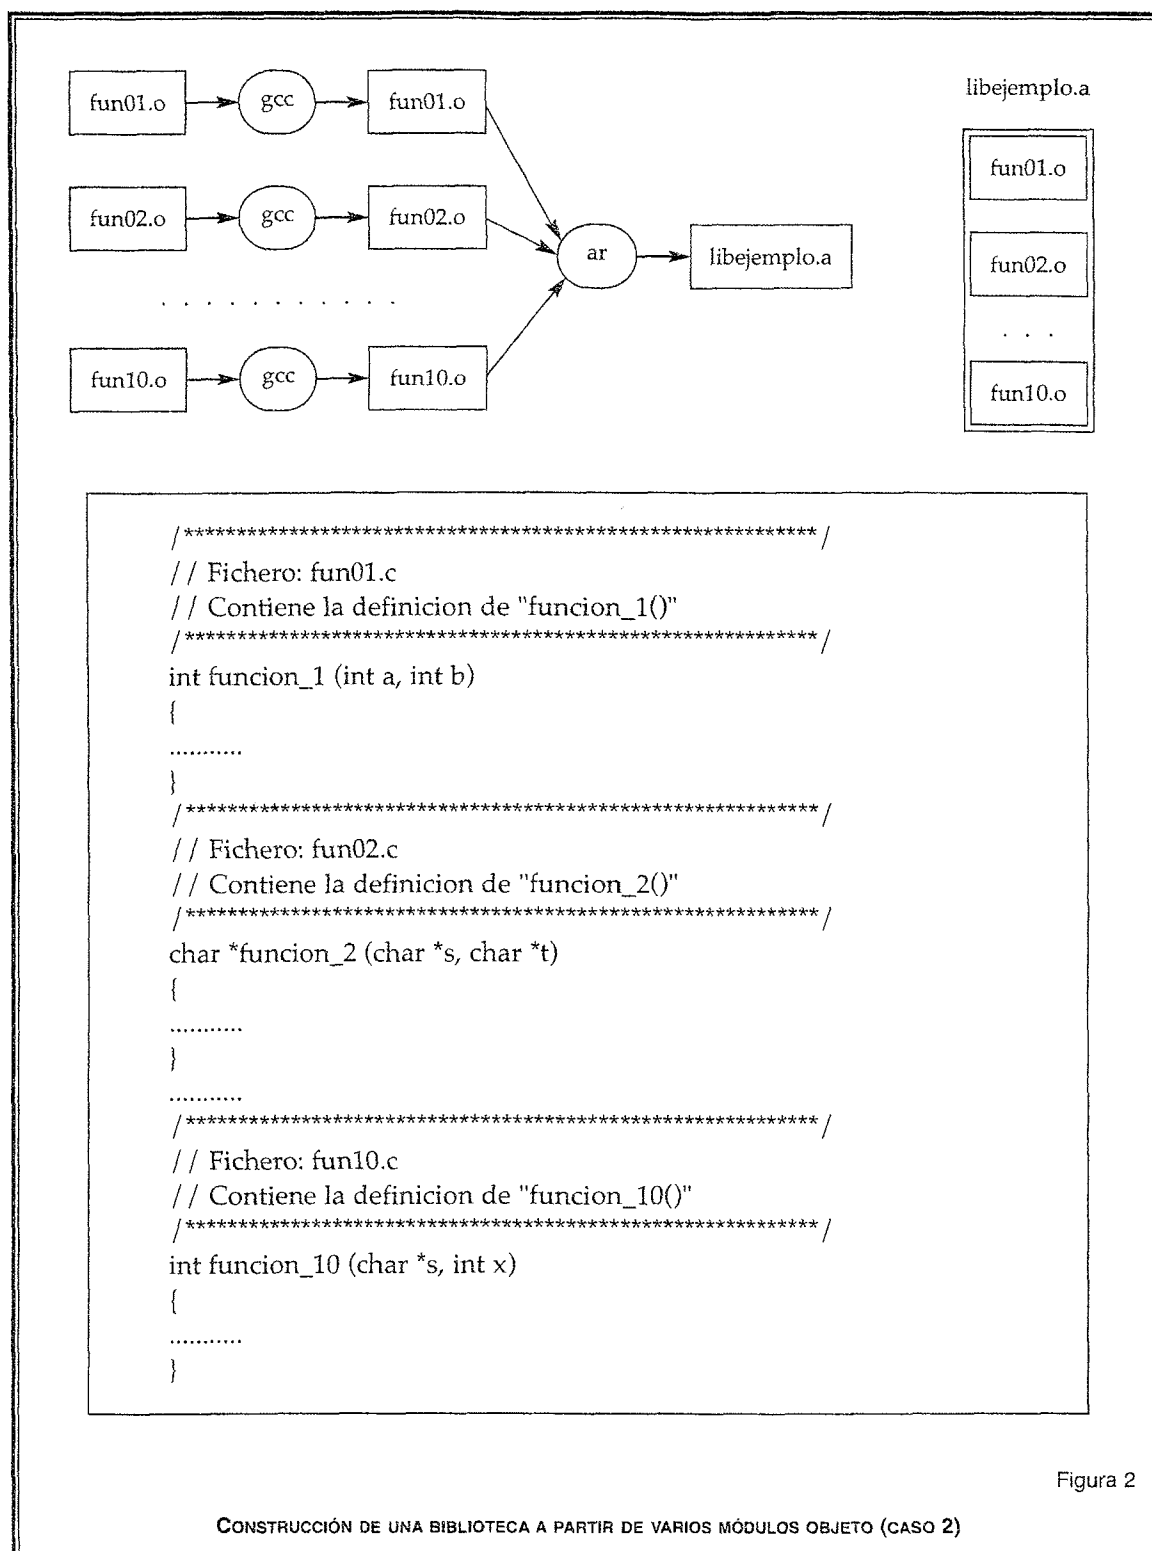 fun01.o gcc fun01.o
libejemplo.a
fun01.o
fun02.o gcc fun02.o
ar libejemplo.a
fun02.o
. . . . . . . . . . .
. . .
fun10.o gcc fun10.o
fun10.o
/************************************************************/
// Fichero: fun01.c
// Contiene la definicion de "funcion_1()"
/************************************************************/
int funcion_1 (int a, int b)
{
...........
}
/************************************************************/
// Fichero: fun02.c
// Contiene la definicion de "funcion_2()"
/************************************************************/
char *funcion_2 (char *s, char *t)
{
...........
}
...........
/************************************************************/
// Fichero: fun10.c
// Contiene la definicion de "funcion_10()"
/************************************************************/
int funcion_10 (char *s, int x)
{
...........
}
Figura 2
CONSTRUCCIÓN DE UNA BIBLIOTECA A PARTIR DE VARIOS MÓDULOS OBJETO (CASO 2)